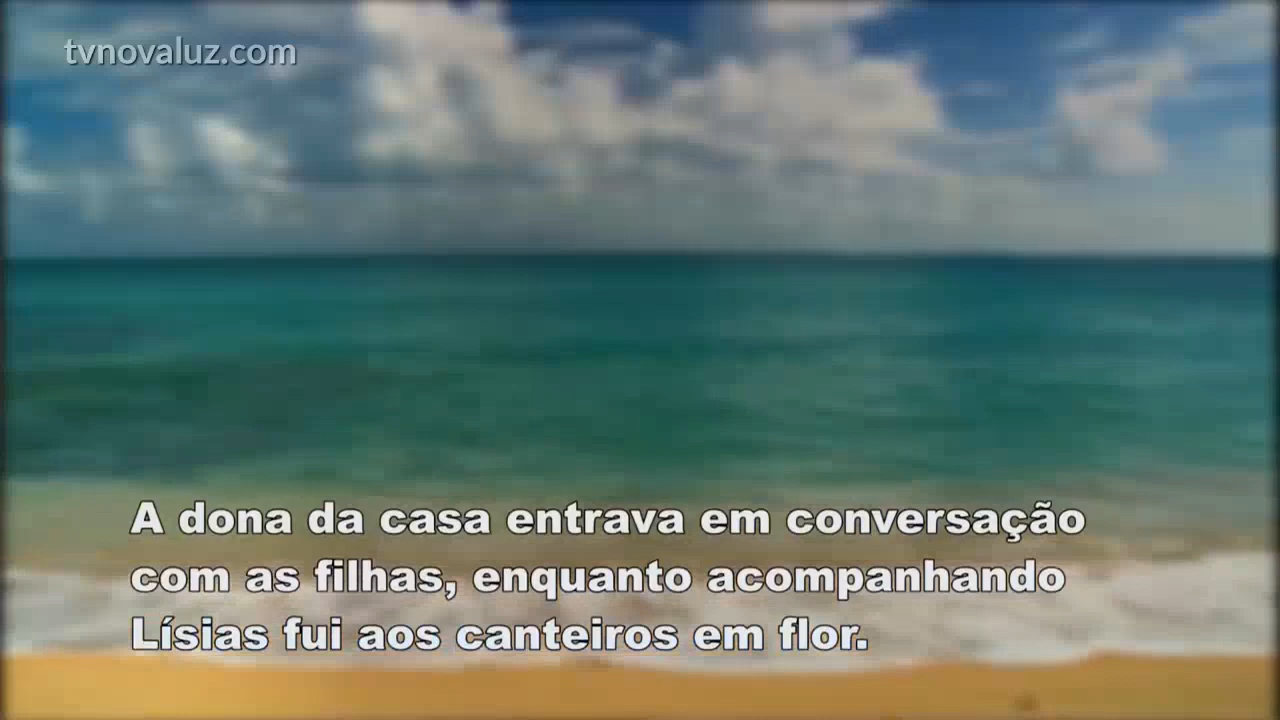 tvnovaluz.com
A dona da casa entrava em conversação
com as filhas, enquanto acompanhando
Lísias fui aos canteiros em flor.